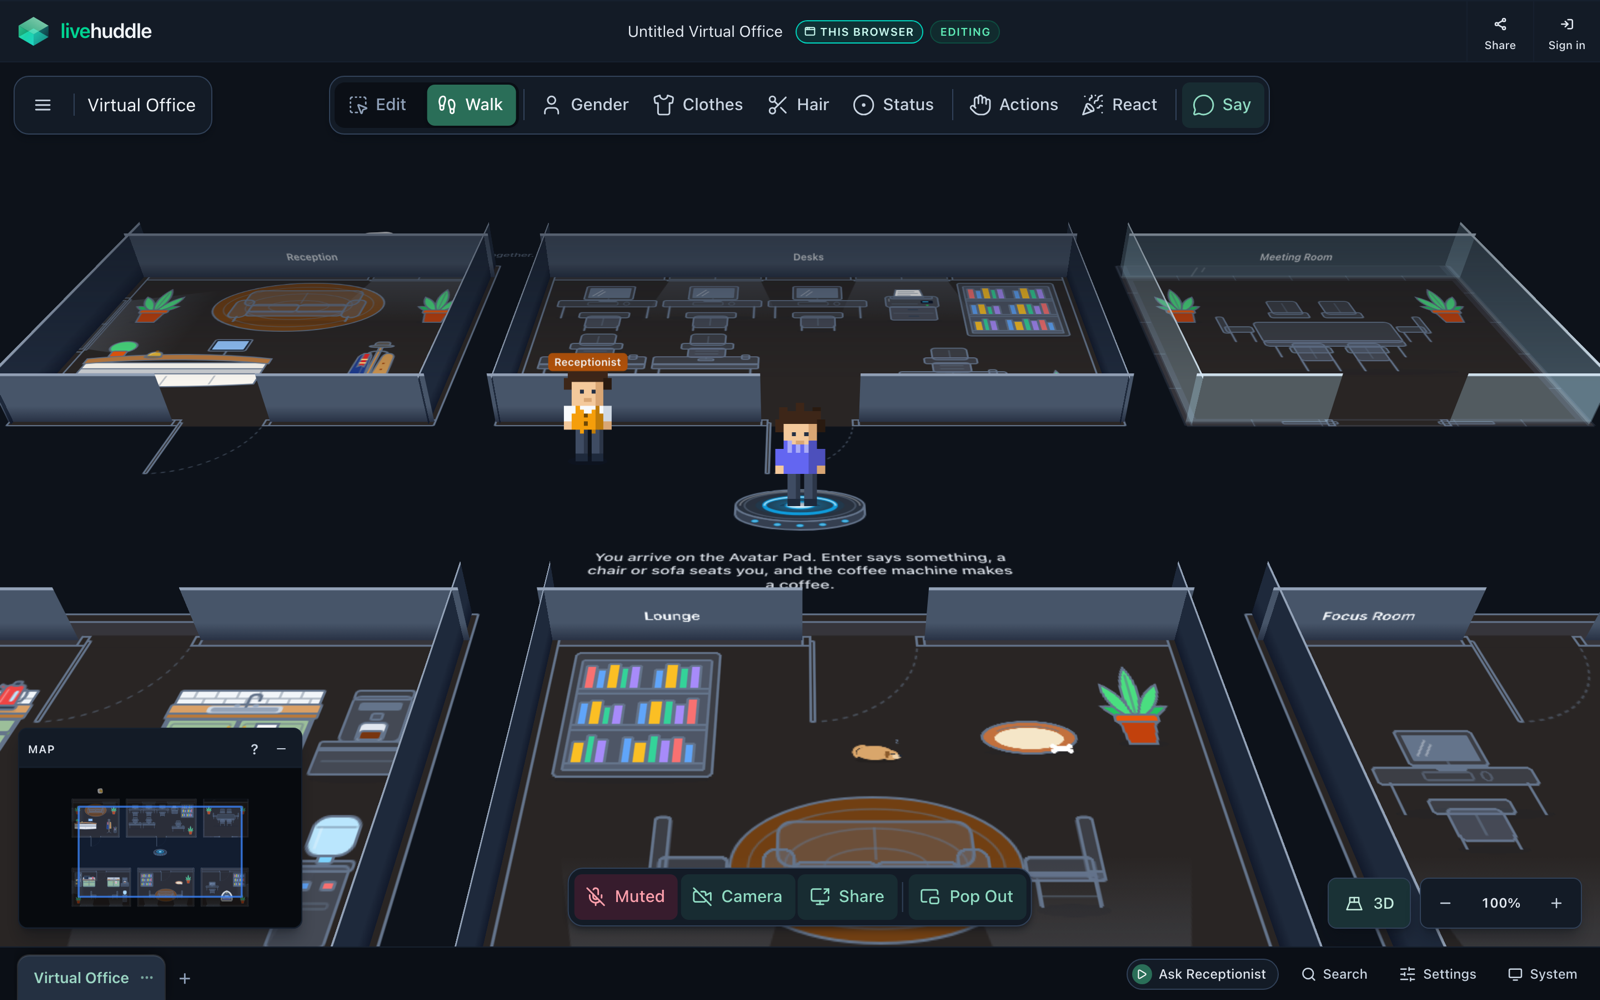 livehuddle
Untitled Virtual Office
THIS BROWSER
EDITING
Share
Sign in
Virtual Office
Edit
Walk
Gender
Clothes
Hair
Status
Actions
React
Say
Reception
gether.
Desks
Meeting Room
Receptionist
You arrive on the Avatar Pad. Enter says something, a
chair or sofa seats you, and the coffee machine makes
a coffee.
Lounge
Focus Room
MAP
?
Muted
Camera
Share
Pop Out
3D
100%
Virtual Office
Ask Receptionist
Search
Settings
System